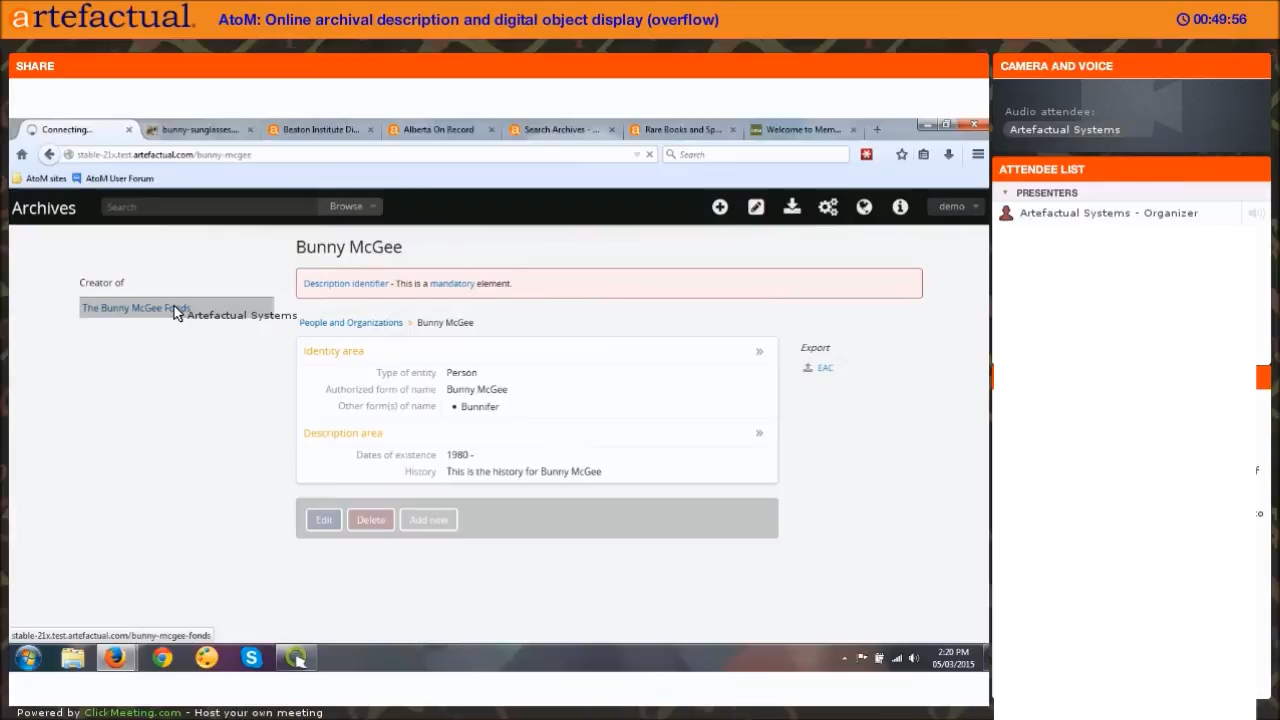 artefactual
AtoM: Online archival description and digital object display (overflow)
00:49:56
SHARE
CAMERA AND VOICE
Audio attendee:
Artefactual Systems
ATTENDEE LIST
PRESENTERS
Artefactual Systems - Organizer
Connecting...
bunny-sunglasses....
Beaton Institute Di...
Alberta On Record
Search Archives - ...
Rare Books and Sp...
Welcome to Mem...
stable-21x.test.artefactual.com/bunny-mcgee
Search
AtoM sites
AtoM User Forum
Archives
Search
Browse
demo
Bunny McGee
Creator of
Description identifier - This is a mandatory element.
The Bunny McGee Fonds
Artefactual Systems
People and Organizations » Bunny McGee
Identity area »
Export
EAC
Type of entity Person
Authorized form of name Bunny McGee
Other form(s) of name • Bunnifer
Description area »
Dates of existence 1980 -
History This is the history for Bunny McGee
Edit
Delete
Add new
stable-21x.test.artefactual.com/bunny-mcgee-fonds
2:20 PM
05/03/2015
Powered by ClickMeeting.com - Host your own meeting